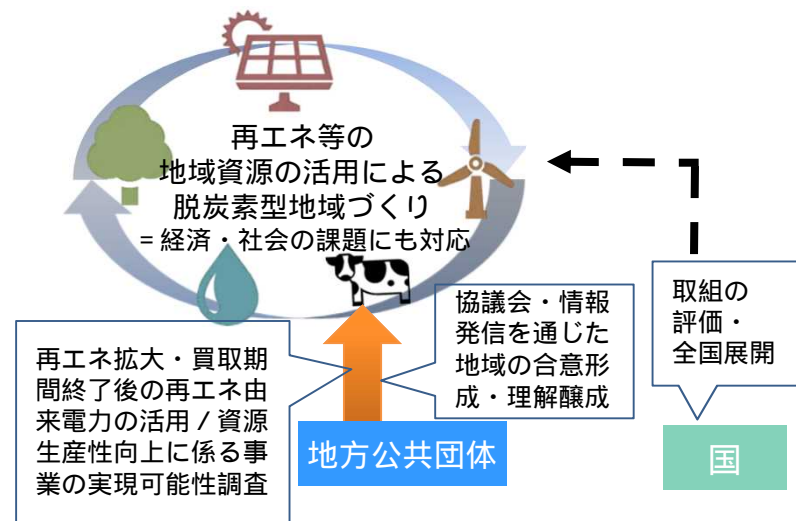 再エネ等の
地域資源の活用による
脱炭素型地域づくり
=経済・社会の課題にも対応
協議会・情報
発信を通じた
地域の合意形
成・理解醸成
取組の
評価・
全国展開
再エネ拡大・買取期
間終了後の再エネ由
来電力の活用/資源
生産性向上に係る事
業の実現可能性調査
地方公共団体
国